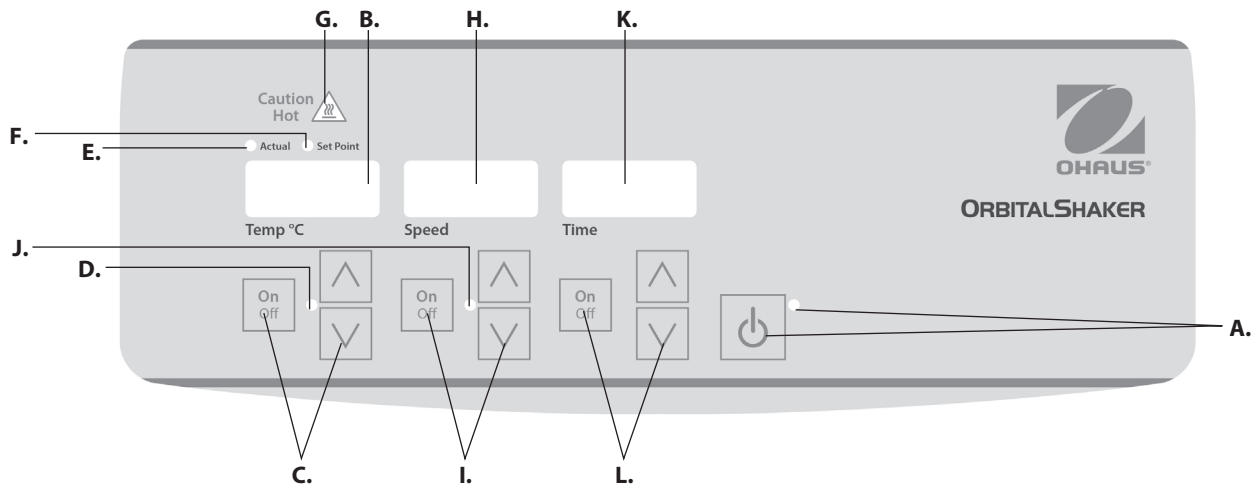 G. B. H. K.
Caution
Hot
F.
E.
Actual Set Point
OHAUS®
ORBITALSHAKER
Temp °C Speed Time
J.
D.
On On On
Off Off Off
A.
C. I. L.